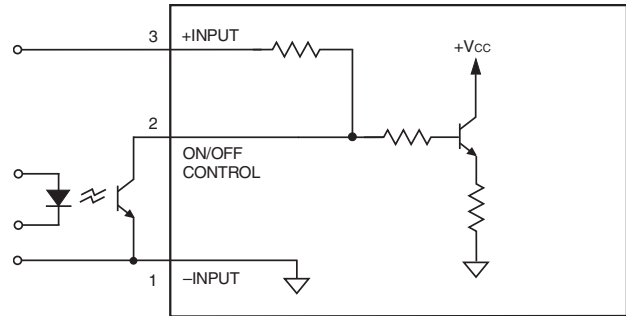 3 +INPUT
+VCC
2
ON/OFF
CONTROL
1 –INPUT